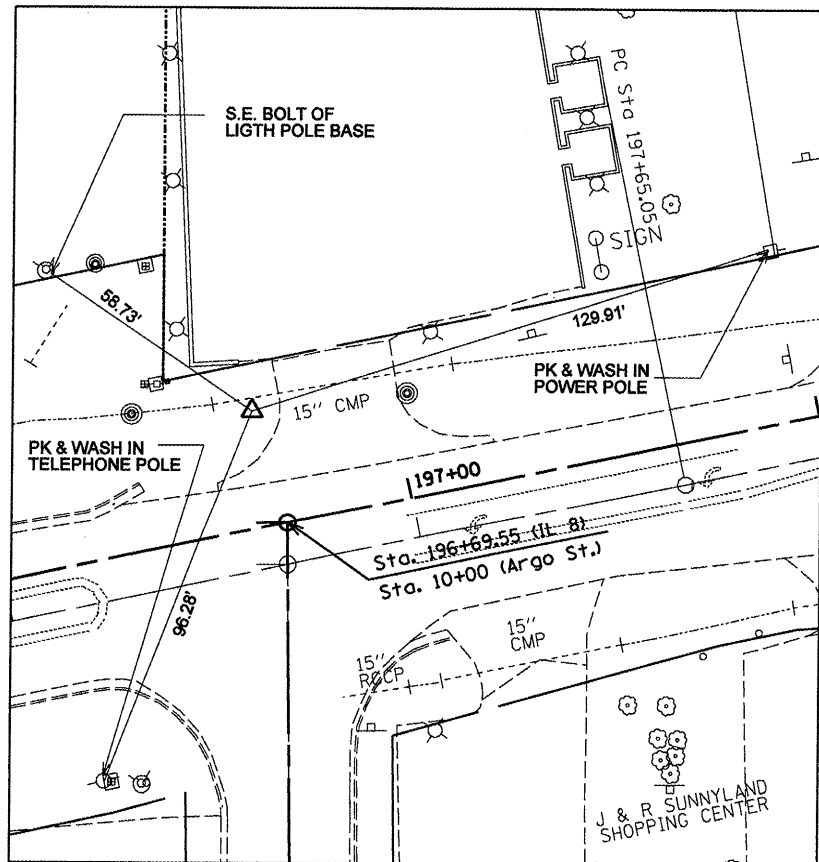 S.E. BOLT OF
LIGTH POLE BASE
PC Sta 197+65.05
SIGN
58.73'
129.91'
PK & WASH IN
POWER POLE
15'' CMP
PK & WASH IN
TELEPHONE POLE
197+00
Sta. 196+69.55 (IL 8)
Sta. 10+00 (Argo St.)
96.28'
15''
CMP
15''
RCCP
J & R SUNNYLAND
SHOPPING CENTER